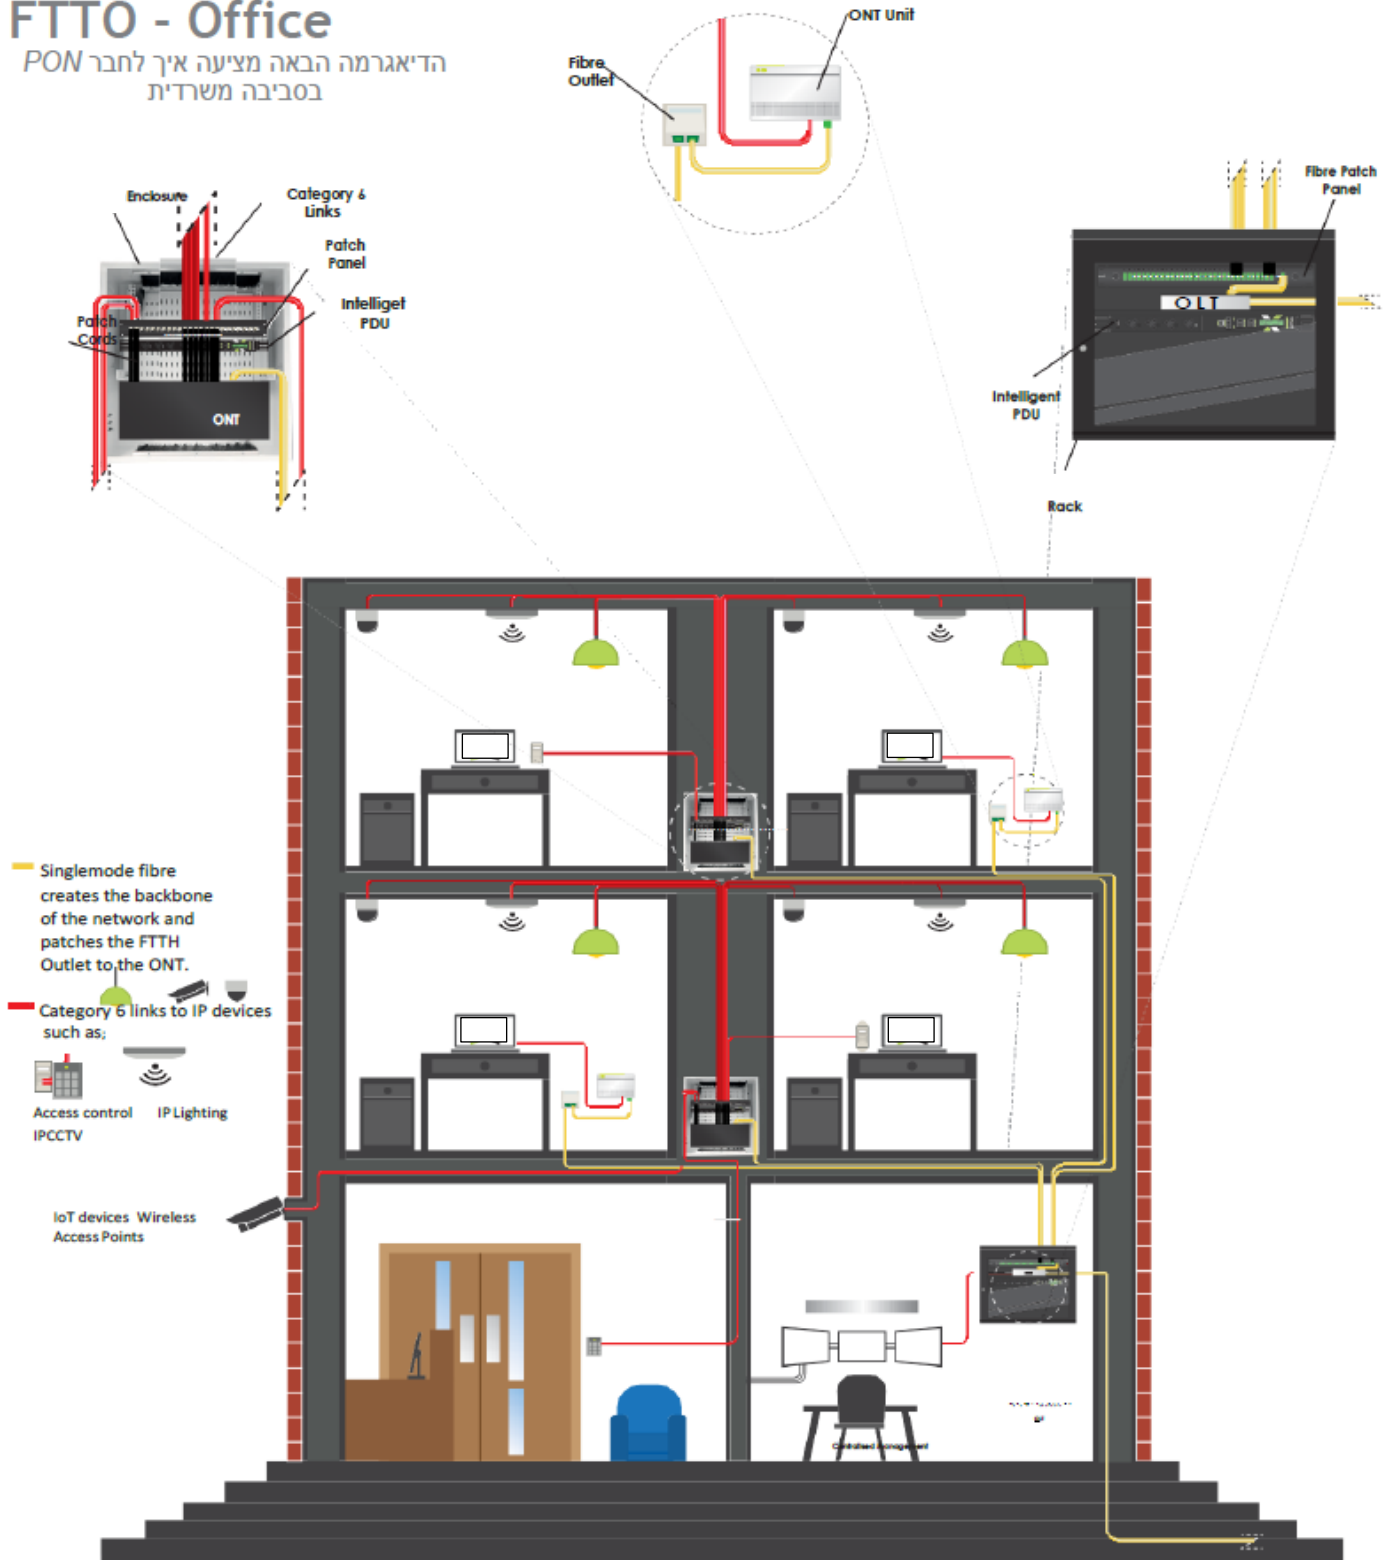 FTTO - Office
הדיאגרמה הבאה מציעה איך לחבר PON
בסביבה משרדית
ONT Unit
Fibre
Outlet
Fibre Patch
Panel
Enclosure
Category 6
Links
Patch
Panel
Intelliget
PDU
Patch
Cords
ONT
OLT
Intelligent
PDU
Rack
Singlemode fibre
creates the backbone
of the network and
patches the FTTH
Outlet to the ONT.
Category 6 links to IP devices
such as;
Access control IP Lighting
IPCCTV
IoT devices Wireless
Access Points
Centralised management